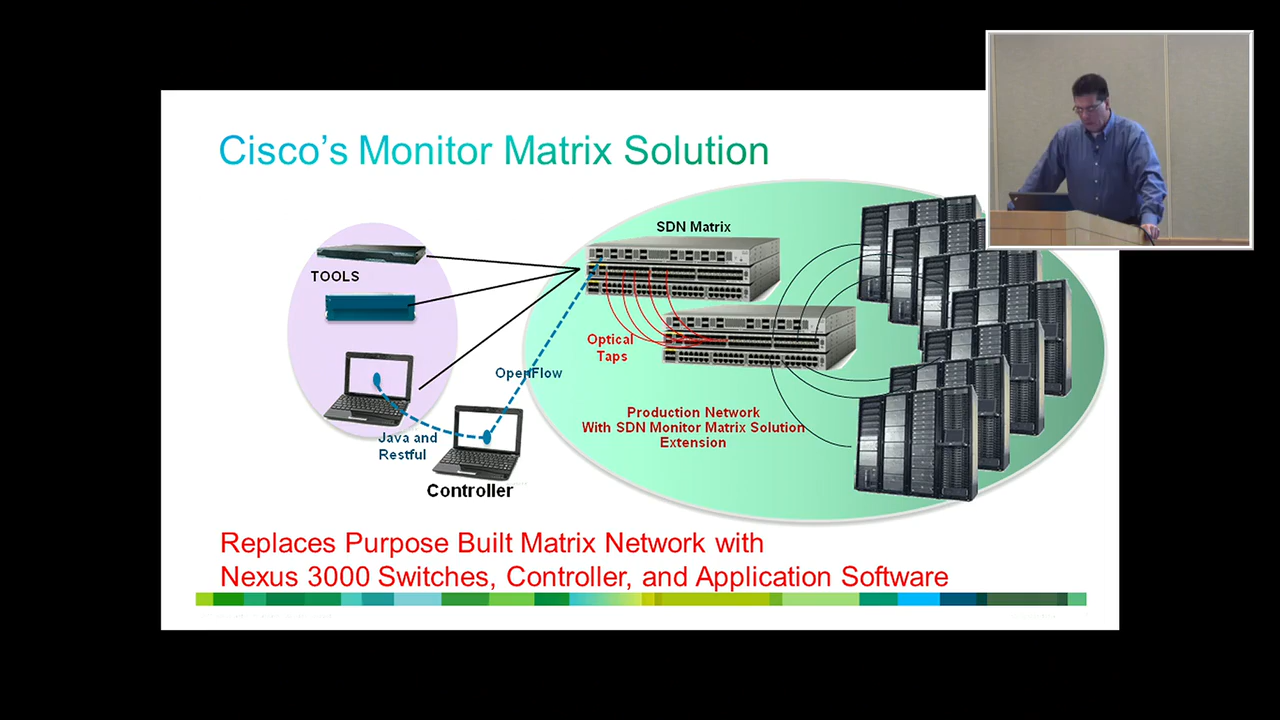 Cisco's Monitor Matrix Solution
SDN Matrix
TOOLS
Optical
Taps
OpenFlow
Production Network
With SDN Monitor Matrix Solution
Extension
Java and
Restful
Controller
Replaces Purpose Built Matrix Network with
Nexus 3000 Switches, Controller, and Application Software